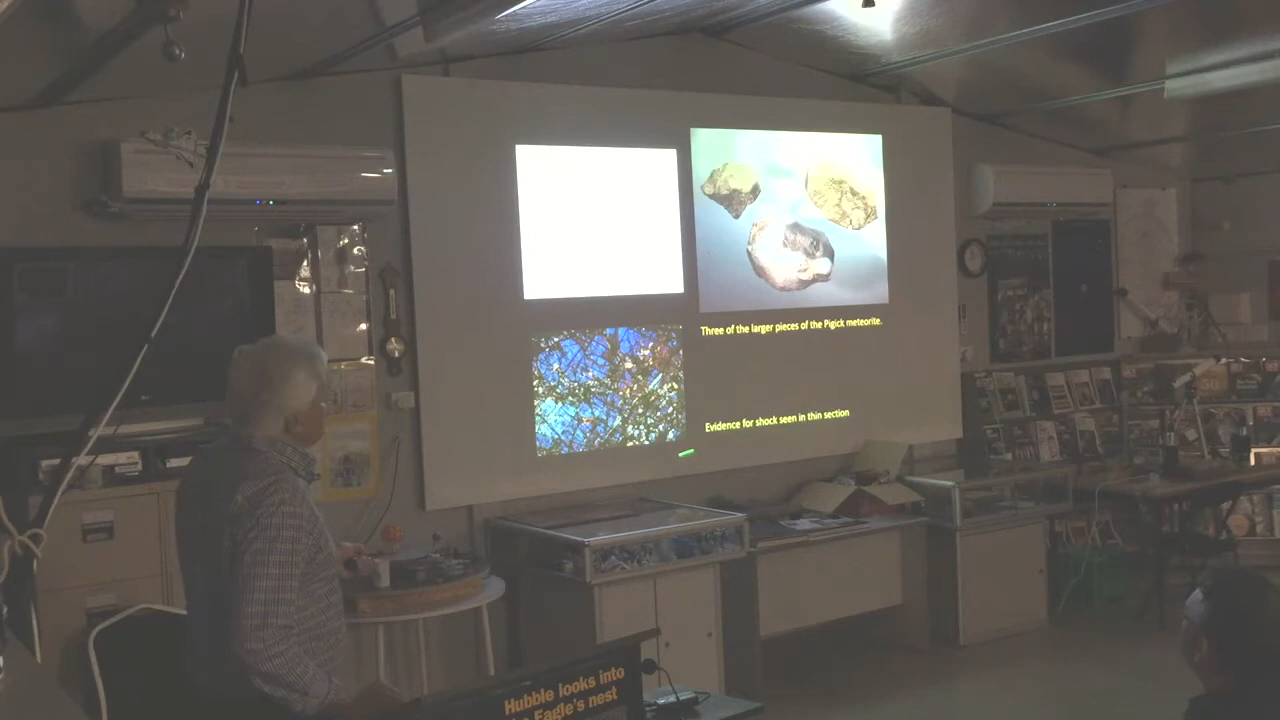 Three of the larger pieces of the Pigick meteorite.
Evidence for shock seen in thin section
Hubble looks into
Eagle's nest